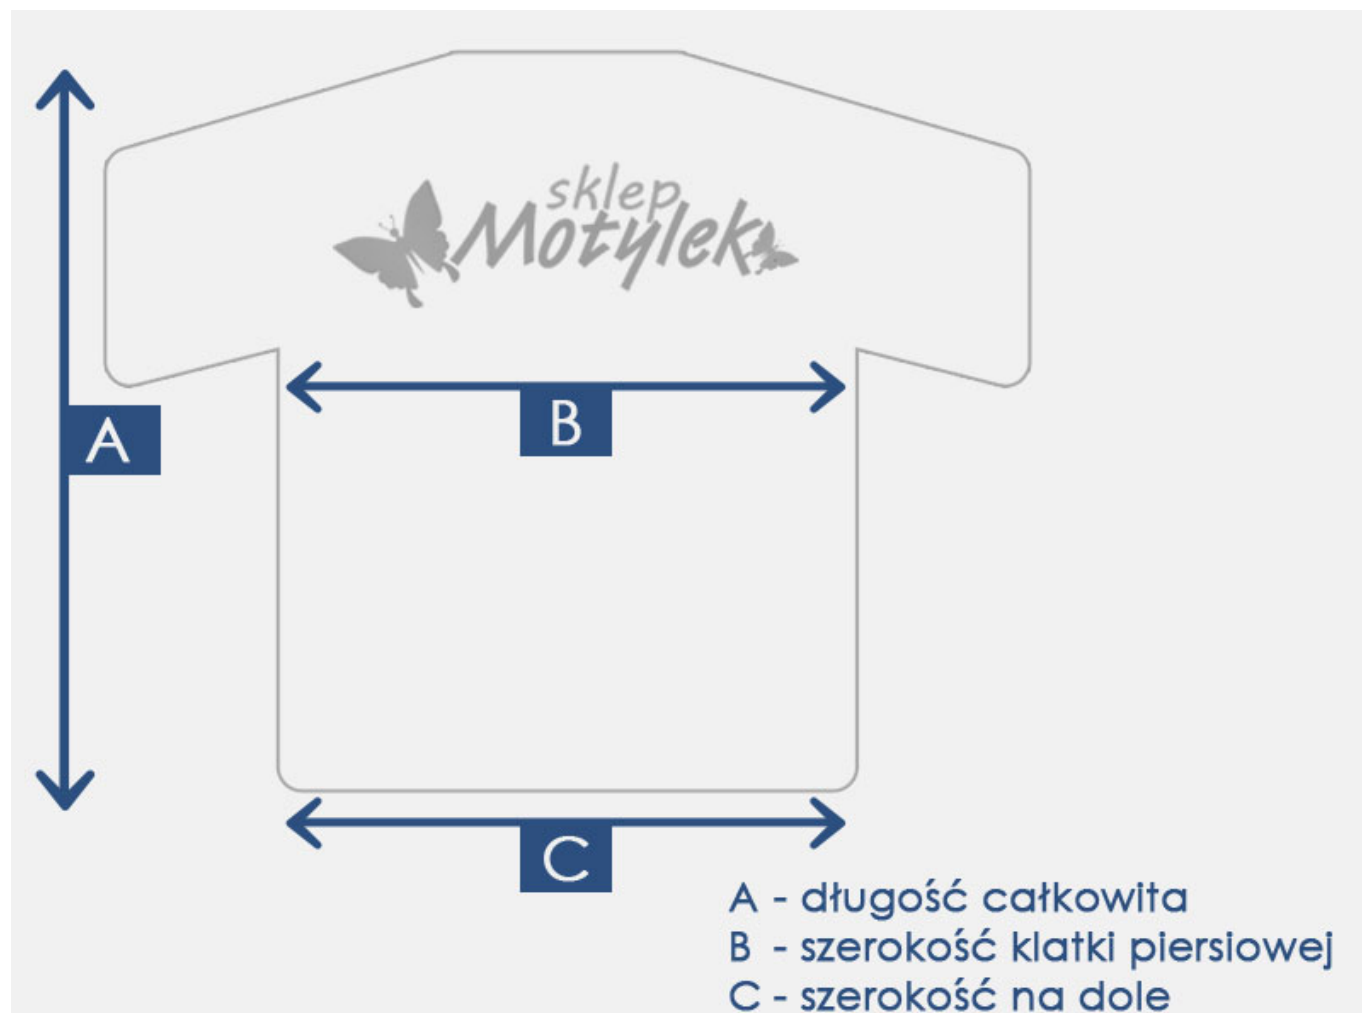 sklep
Motylek
A
B
C
A - długość całkowita
B - szerokość klatki piersiowej
C - szerokość na dole